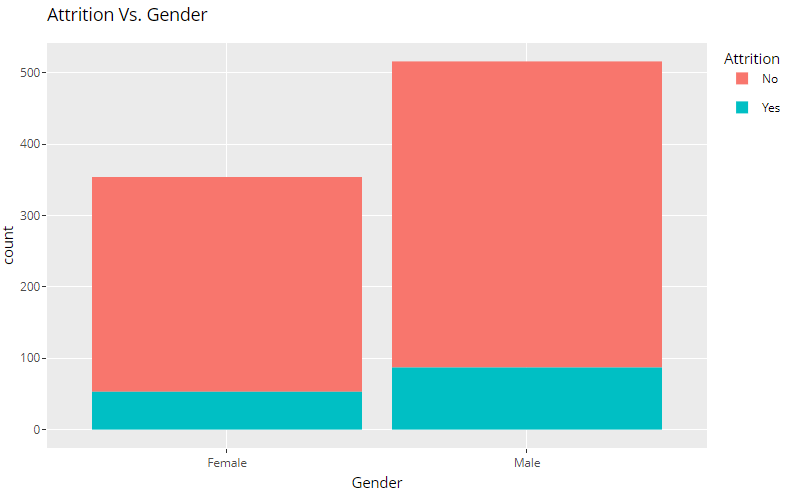 Attrition Vs. Gender
500
400
300
200
100
0
count
Female
Male
Gender
Attrition
No
Yes